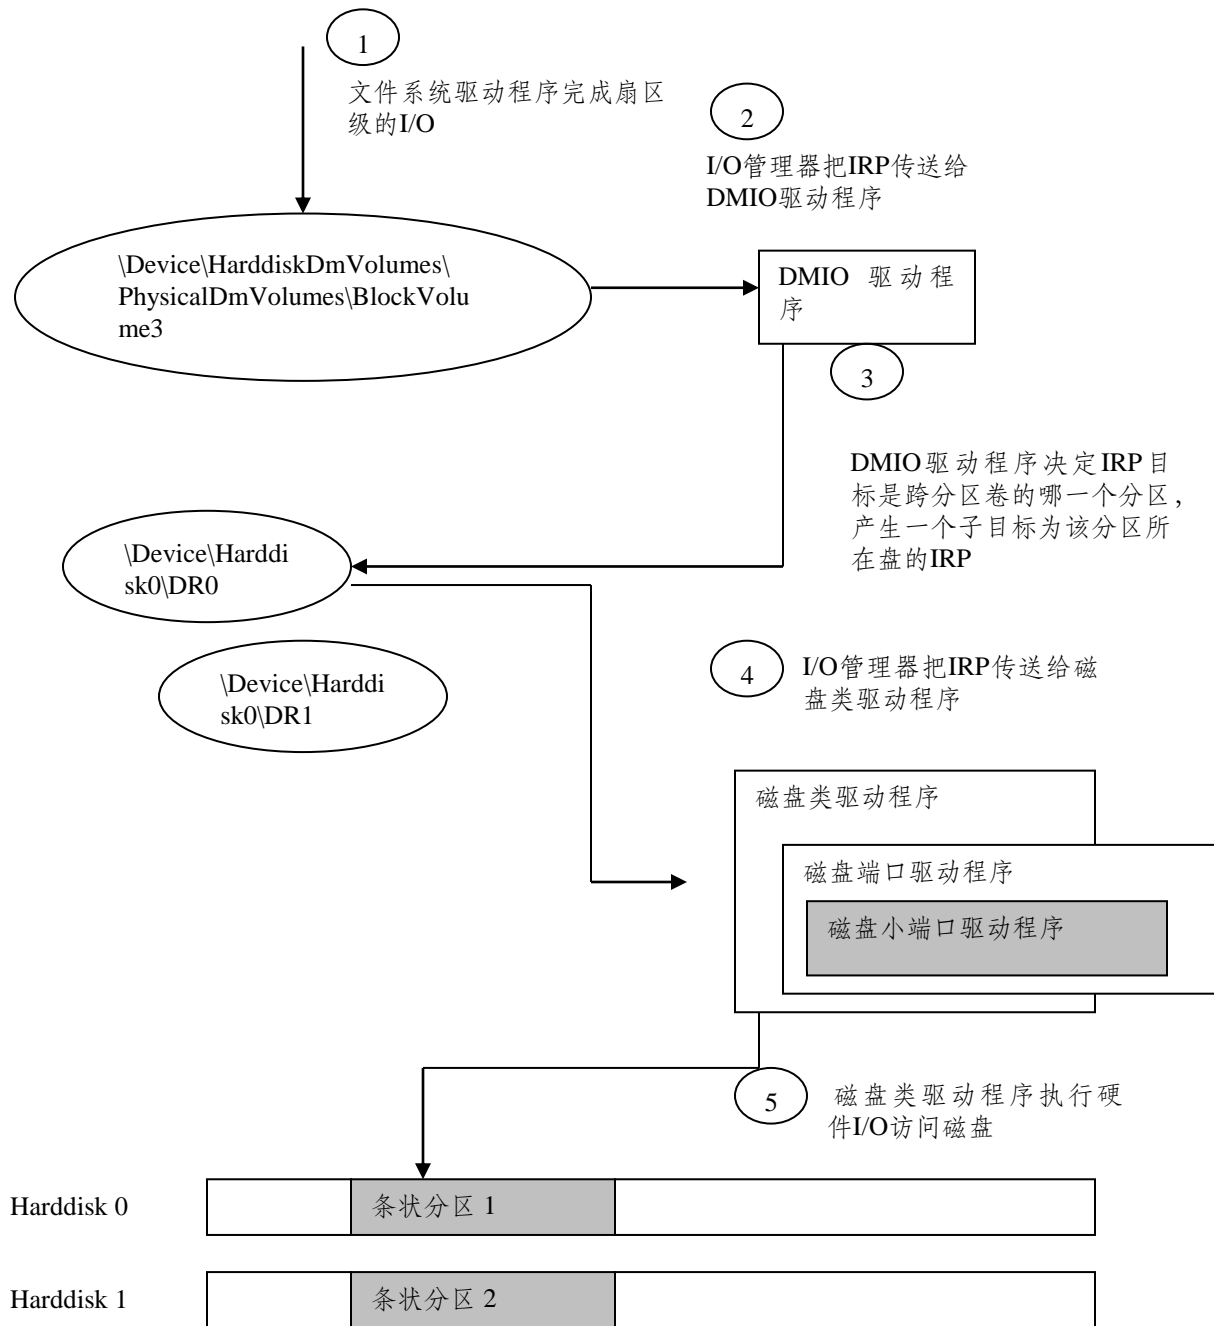 1
文件系统驱动程序完成扇区
级的I/O
2
I/O管理器把IRP传送给
DMIO驱动程序
\Device\HarddiskDmVolumes\
PhysicalDmVolumes\BlockVolu
me3
DMIO 驱动程
序
3
DMIO驱动程序决定IRP目
标是跨分区卷的哪一个分区，
产生一个子目标为该分区所
在盘的IRP
\Device\Harddi
sk0\DR0
\Device\Harddi
sk0\DR1
4
I/O管理器把IRP传送给磁
盘类驱动程序
磁盘类驱动程序
磁盘端口驱动程序
磁盘小端口驱动程序
5
磁盘类驱动程序执行硬
件I/O访问磁盘
Harddisk 0
条状分区 1
Harddisk 1
条状分区 2